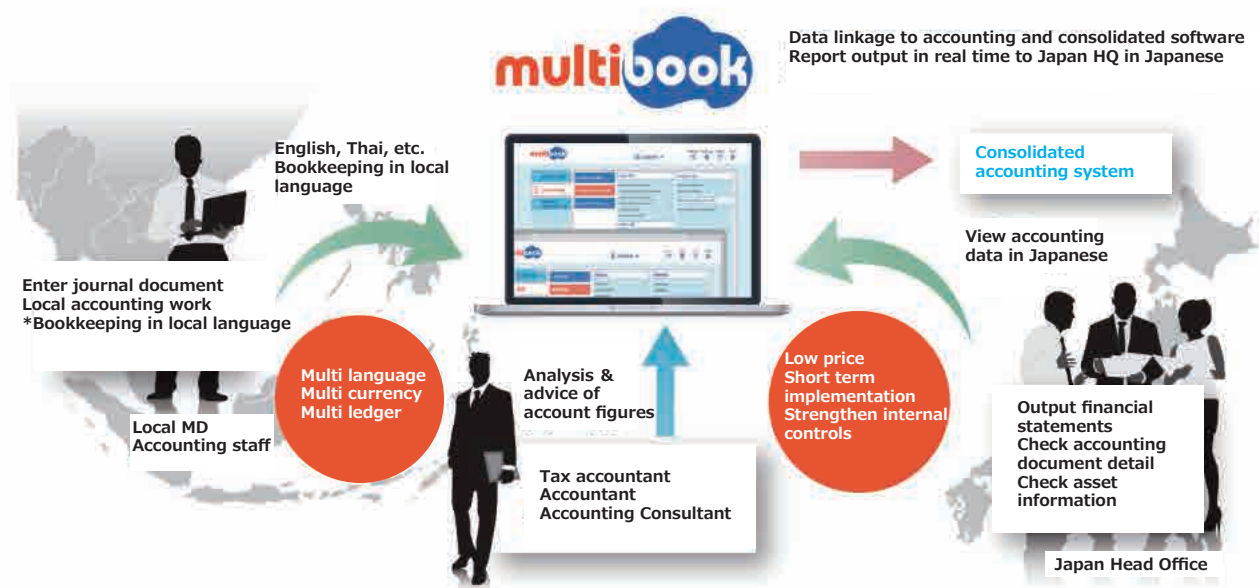 multibook
Data linkage to accounting and consolidated software
Report output in real time to Japan HQ in Japanese
English, Thai, etc.
Bookkeeping in local
language
Consolidated
accounting system
View accounting
data in Japanese
Enter journal document
Local accounting work
*Bookkeeping in local language
Multi language
Multi currency
Multi ledger
Local MD
Accounting staff
Analysis &
advice of
account figures
Tax accountant
Accountant
Accounting Consultant
Low price
Short term
implementation
Strengthen internal
controls
Output financial
statements
Check accounting
document detail
Check asset
information
Japan Head Office